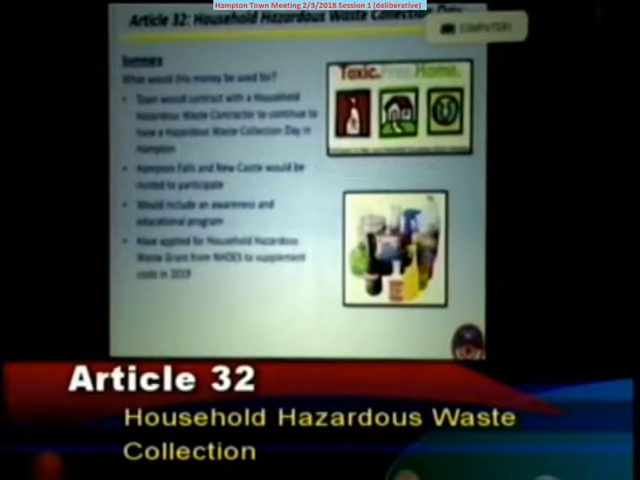 Hampton Town Meeting 2/3/2018 Session 1 (deliberative)
Article 32: Household Hazardous Waste Collection Day
COMPUTER1
Summary
What would this money be used for?
• Town would contract with a Household
Hazardous Waste Contractor to continue to
have a Hazardous Waste Collection Day in
Hampton
• Hampton Falls and New Castle would be
invited to participate
• Would include an awareness and
educational program
• Have applied for Household Hazardous
Waste Grant from NHDES to supplement
costs in 2019
Toxic. Free Home.
Article 32
Household Hazardous Waste
Collection